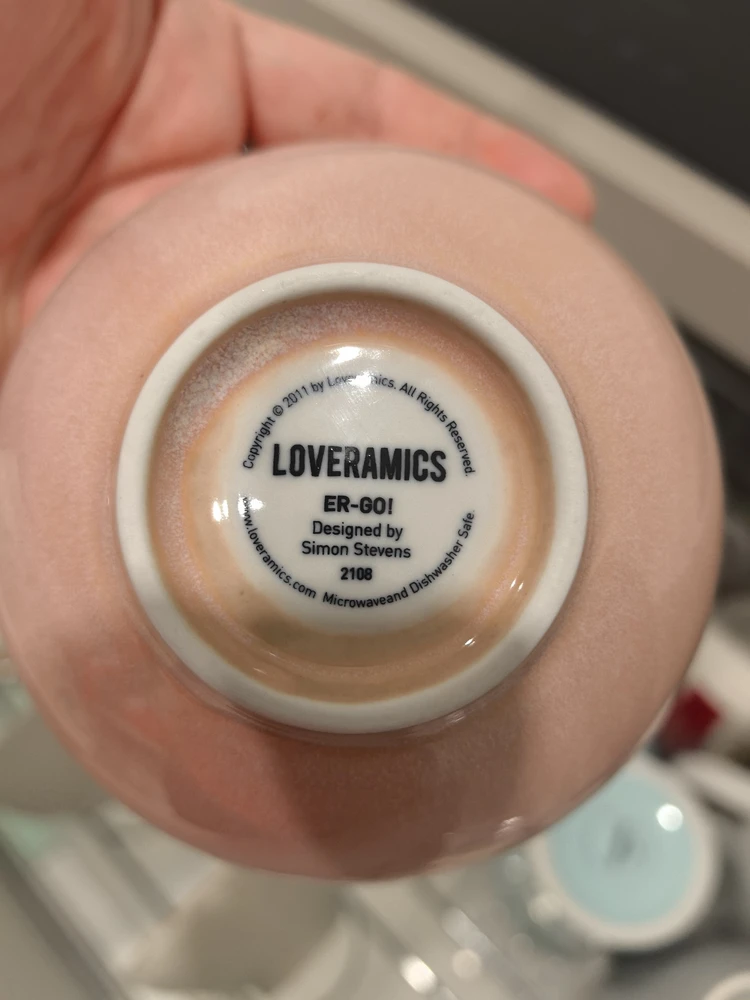 Copyright © 2011 by Loveramics. All Rights Reserved.
LOVERAMICS
ER-GO!
Designed by
Simon Stevens
2108
www.loveramics.com Microwaveand Dishwasher Safe.